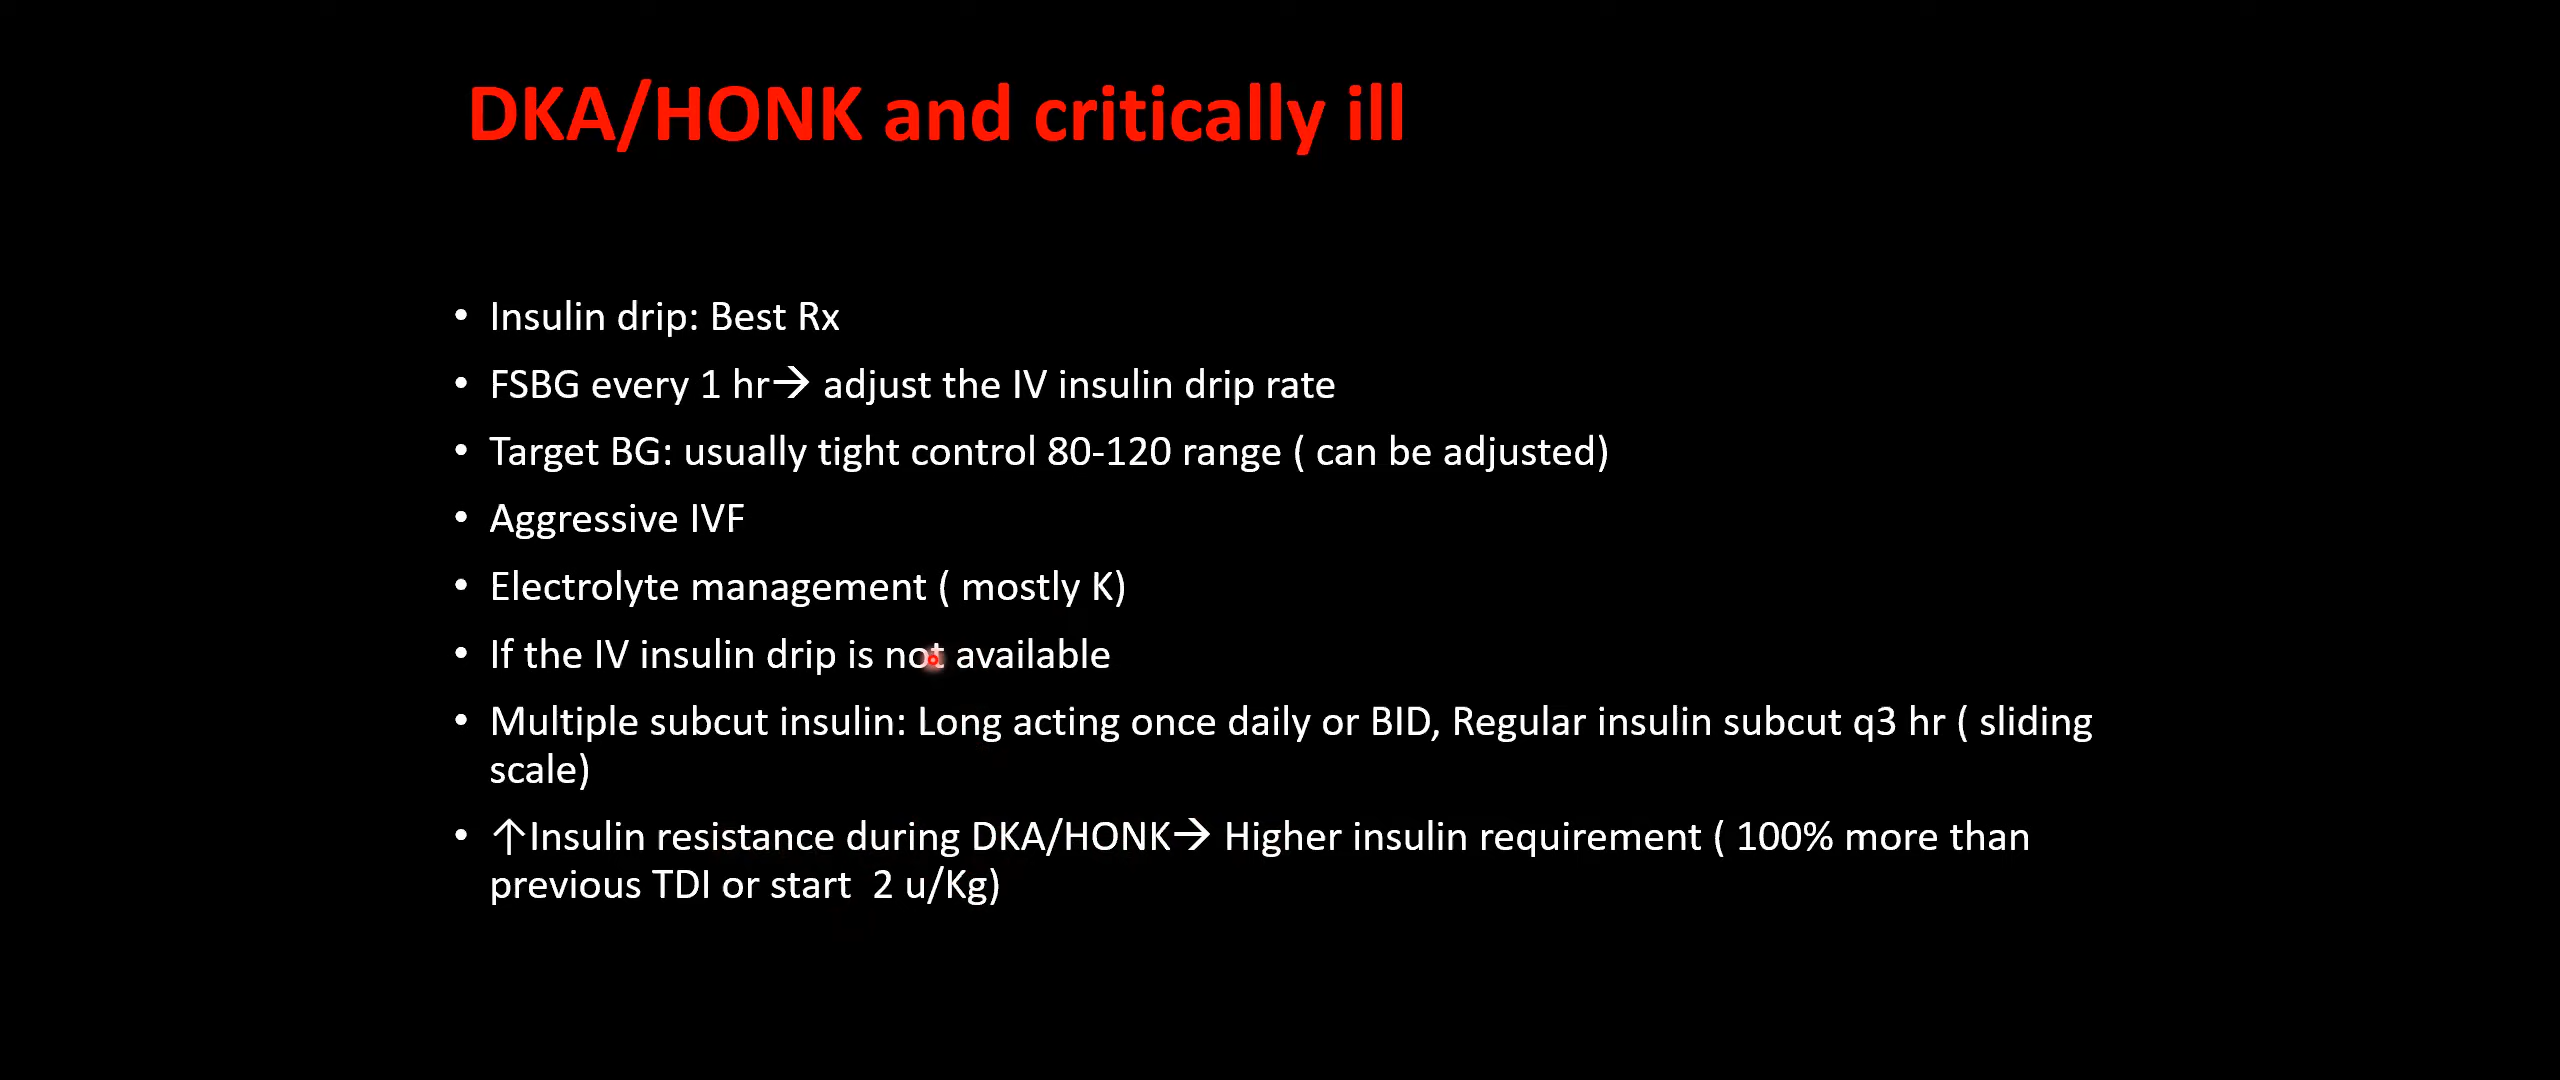 DKA/HONK and critically ill
• Insulin drip: Best Rx
• FSBG every 1 hr→ adjust the IV insulin drip rate
• Target BG: usually tight control 80-120 range ( can be adjusted)
• Aggressive IVF
• Electrolyte management ( mostly K)
• If the IV insulin drip is not available
• Multiple subcut insulin: Long acting once daily or BID, Regular insulin subcut q3 hr ( sliding
scale)
• ↑Insulin resistance during DKA/HONK→ Higher insulin requirement ( 100% more than
previous TDI or start  2 u/Kg)